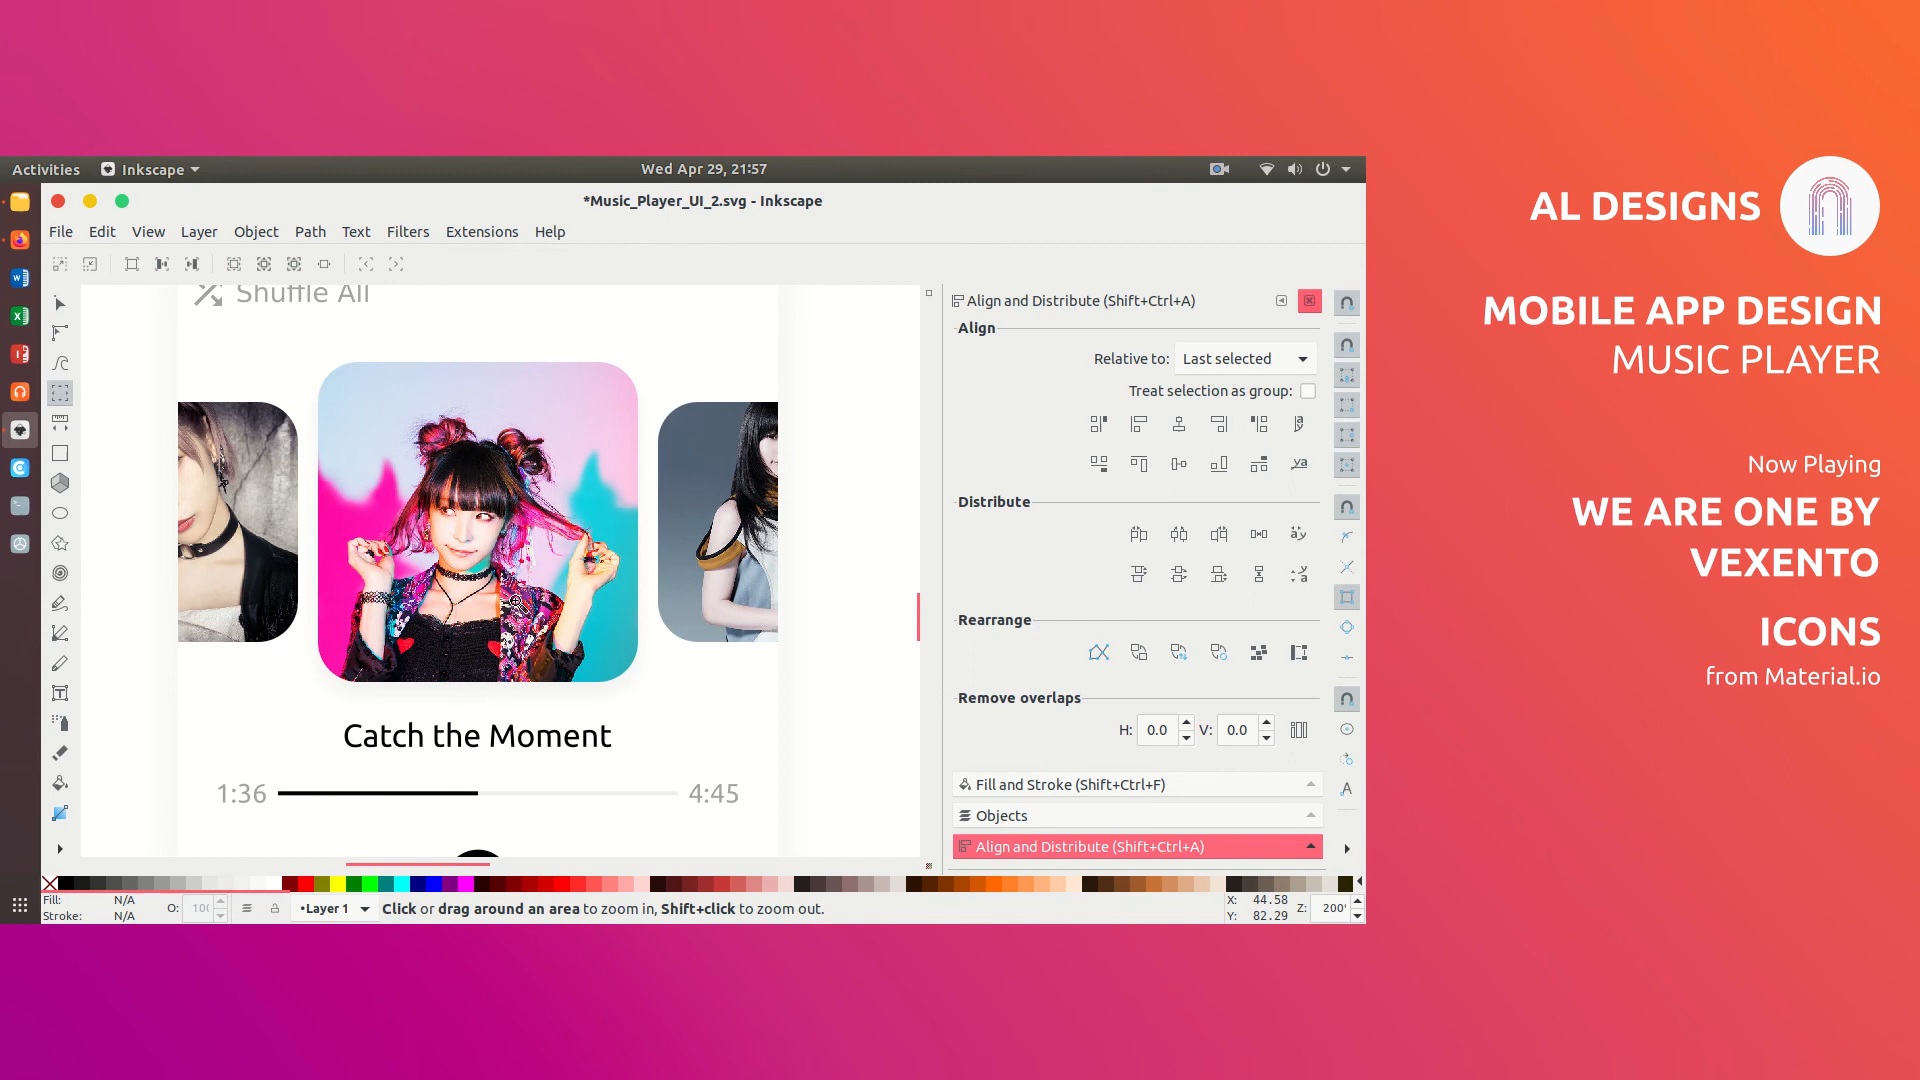 Activities
Inkscape
Wed Apr 29, 21:57
*Music_Player_UI_2.svg - Inkscape
File Edit View Layer Object Path Text Filters Extensions Help
Shuffle All
Catch the Moment
1:36
4:45
Align and Distribute (Shift+Ctrl+A)
Align
Relative to: Last selected
Treat selection as group:
Distribute
Rearrange
Remove overlaps
H: 0.0 V: 0.0
Fill and Stroke (Shift+Ctrl+F)
Objects
Align and Distribute (Shift+Ctrl+A)
Fill: N/A
Stroke: N/A
O: 100
•Layer 1
Click or drag around an area to zoom in, Shift+click to zoom out.
X: 44.58
Y: 82.29
Z: 200
AL DESIGNS
MOBILE APP DESIGN
MUSIC PLAYER
Now Playing
WE ARE ONE BY
VEXENTO
ICONS
from Material.io